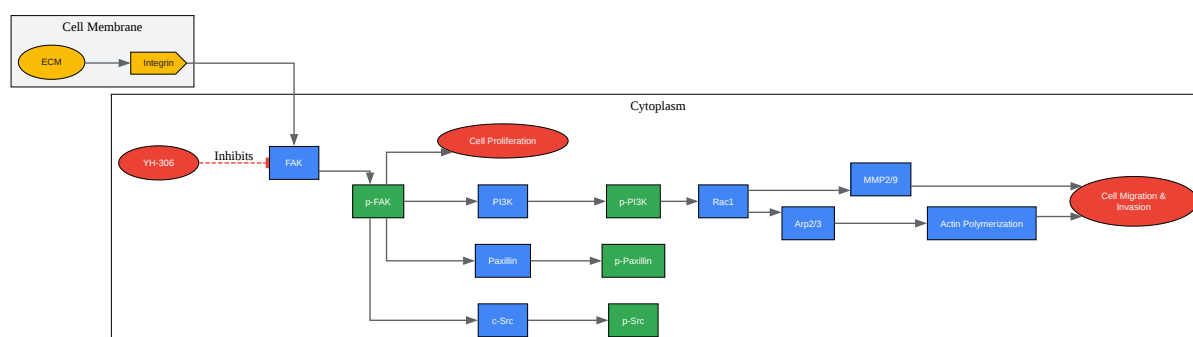 Cell Membrane
ECM
Integrin
Cytoplasm
YH-306
Inhibits
FAK
Cell Proliferation
p-FAK
PI3K
p-PI3K
Rac1
MMP2/9
Arp2/3
Actin Polymerization
Cell Migration &
Invasion
Paxillin
p-Paxillin
c-Src
p-Src